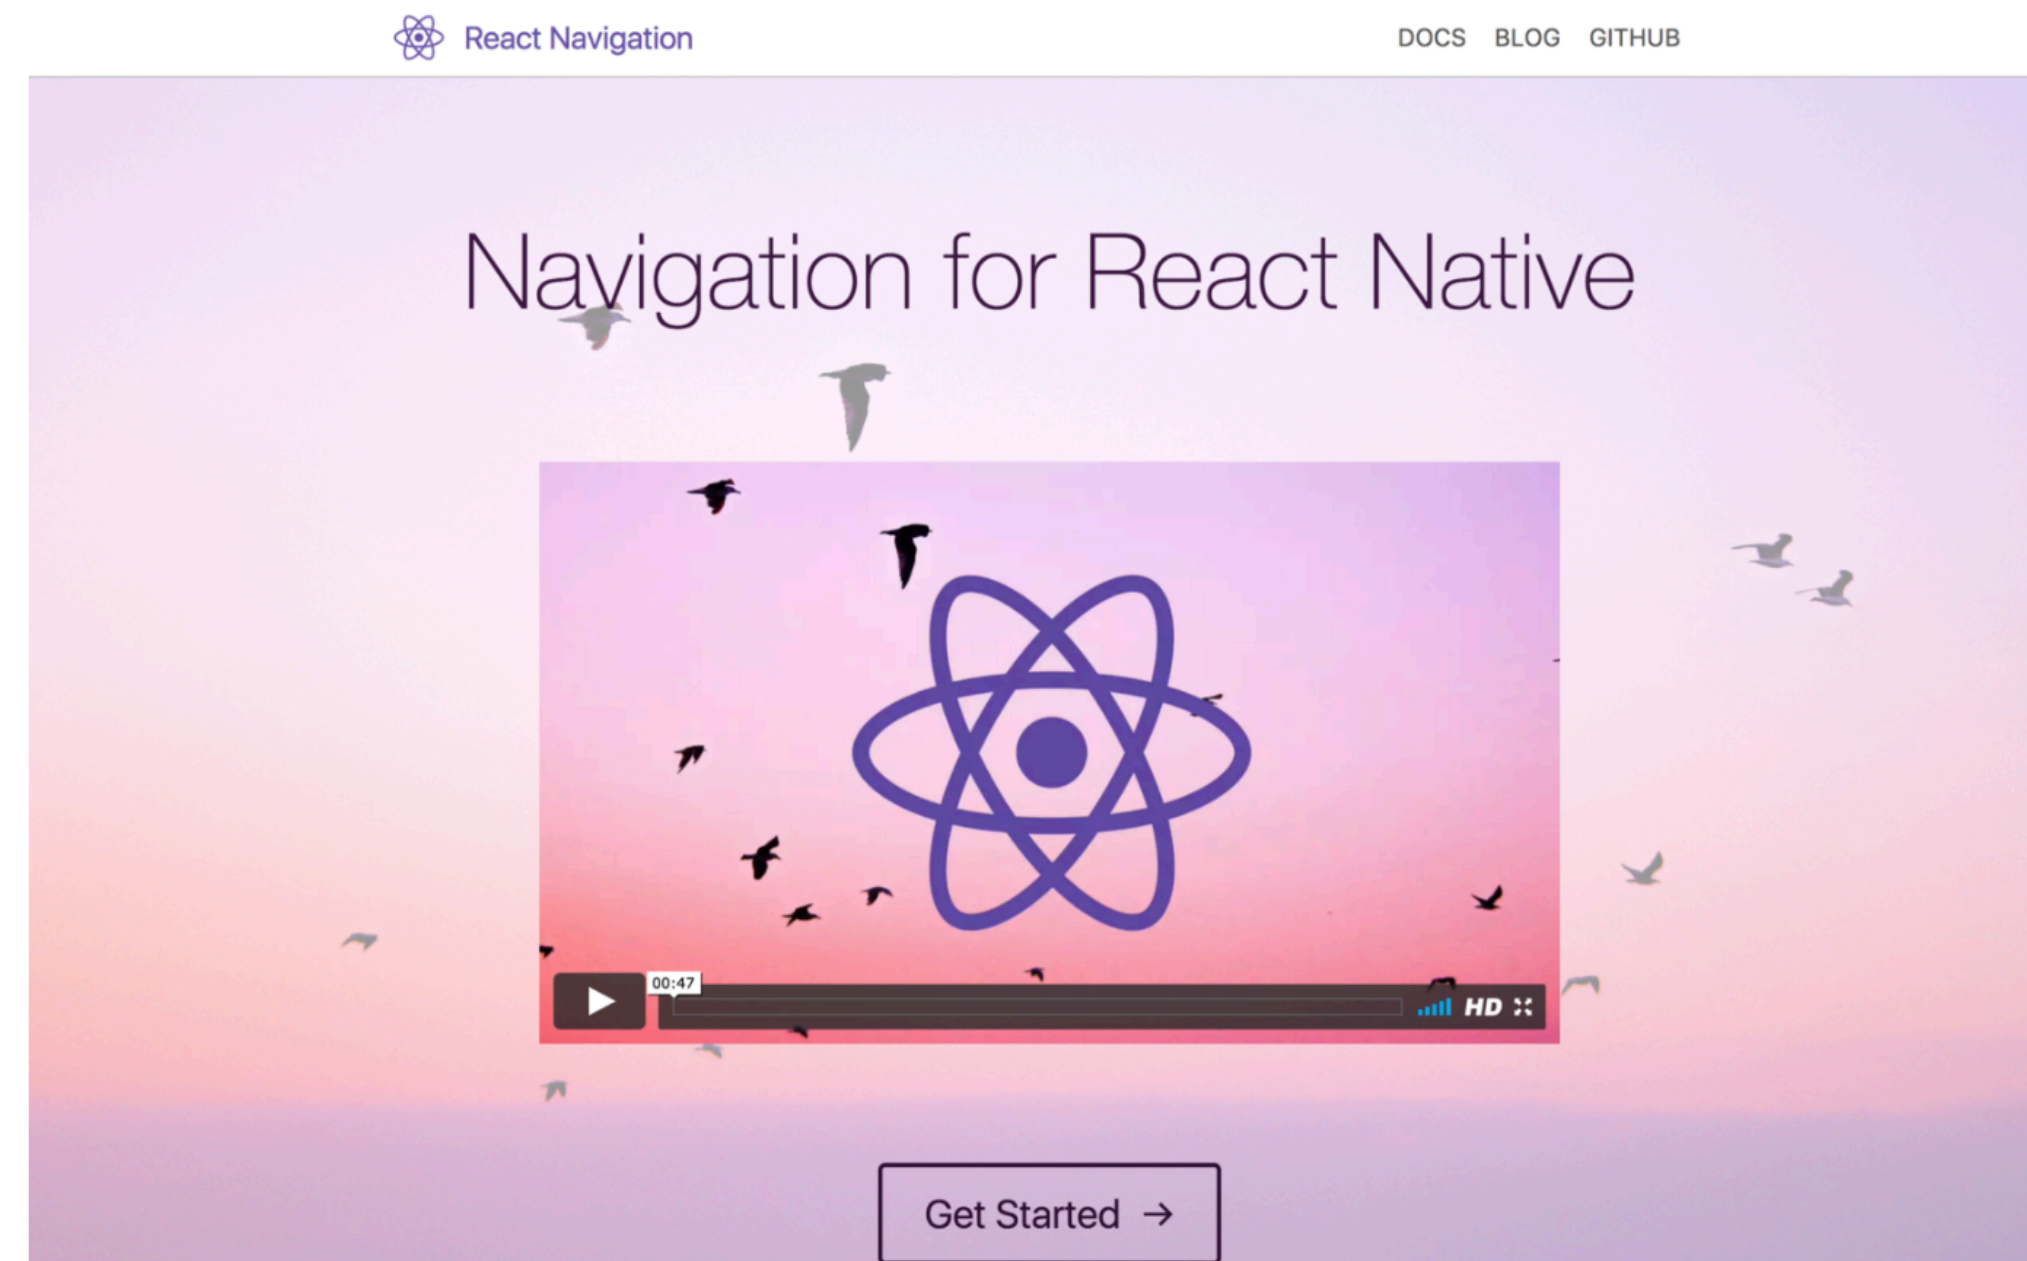 React Navigation
DOCS BLOG GITHUB
Navigation for React Native
00:47
HD
Get Started →